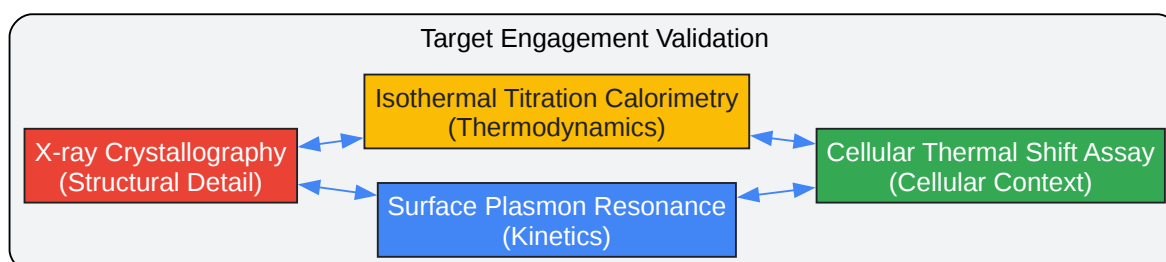 Target Engagement Validation
Isothermal Titration Calorimetry
(Thermodynamics)
X-ray Crystallography
(Structural Detail)
Cellular Thermal Shift Assay
(Cellular Context)
Surface Plasmon Resonance
(Kinetics)